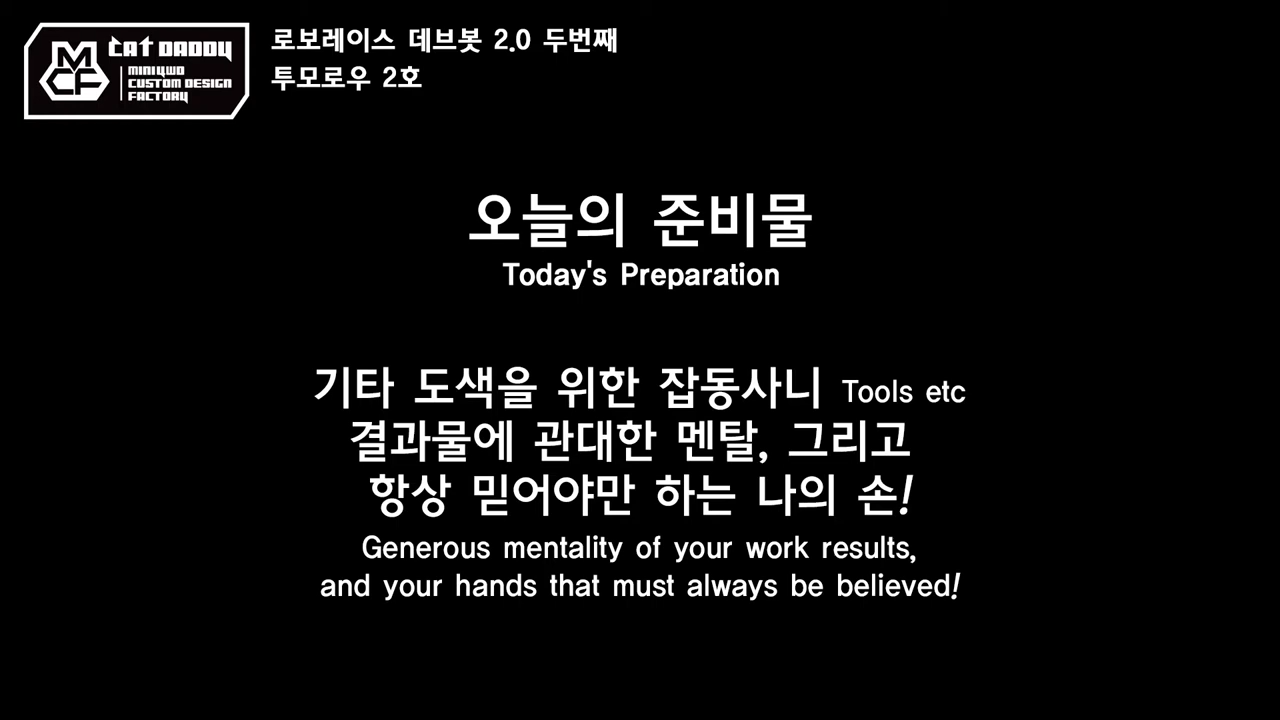 MCF
CAT DADDY
MINI4WD
CUSTOM DESIGN
FACTORY
로보레이스 데브봇 2.0 두번째
투모로우 2호
오늘의 준비물
Today's Preparation
기타 도색을 위한 잡동사니 Tools etc
결과물에 관대한 멘탈, 그리고
항상 믿어야만 하는 나의 손!
Generous mentality of your work results,
and your hands that must always be believed!